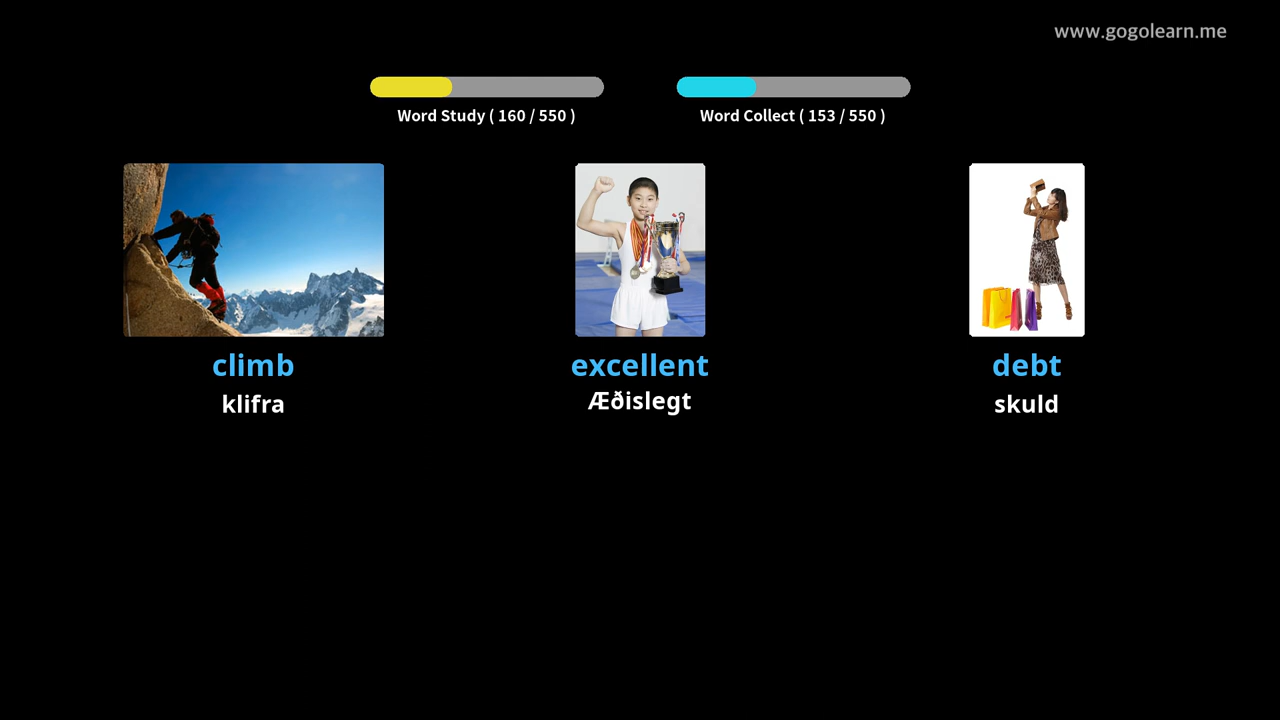 www.gogolearn.me
Word Study ( 160 / 550 )
Word Collect ( 153 / 550 )
climb
klifra
excellent
Æðislegt
debt
skuld